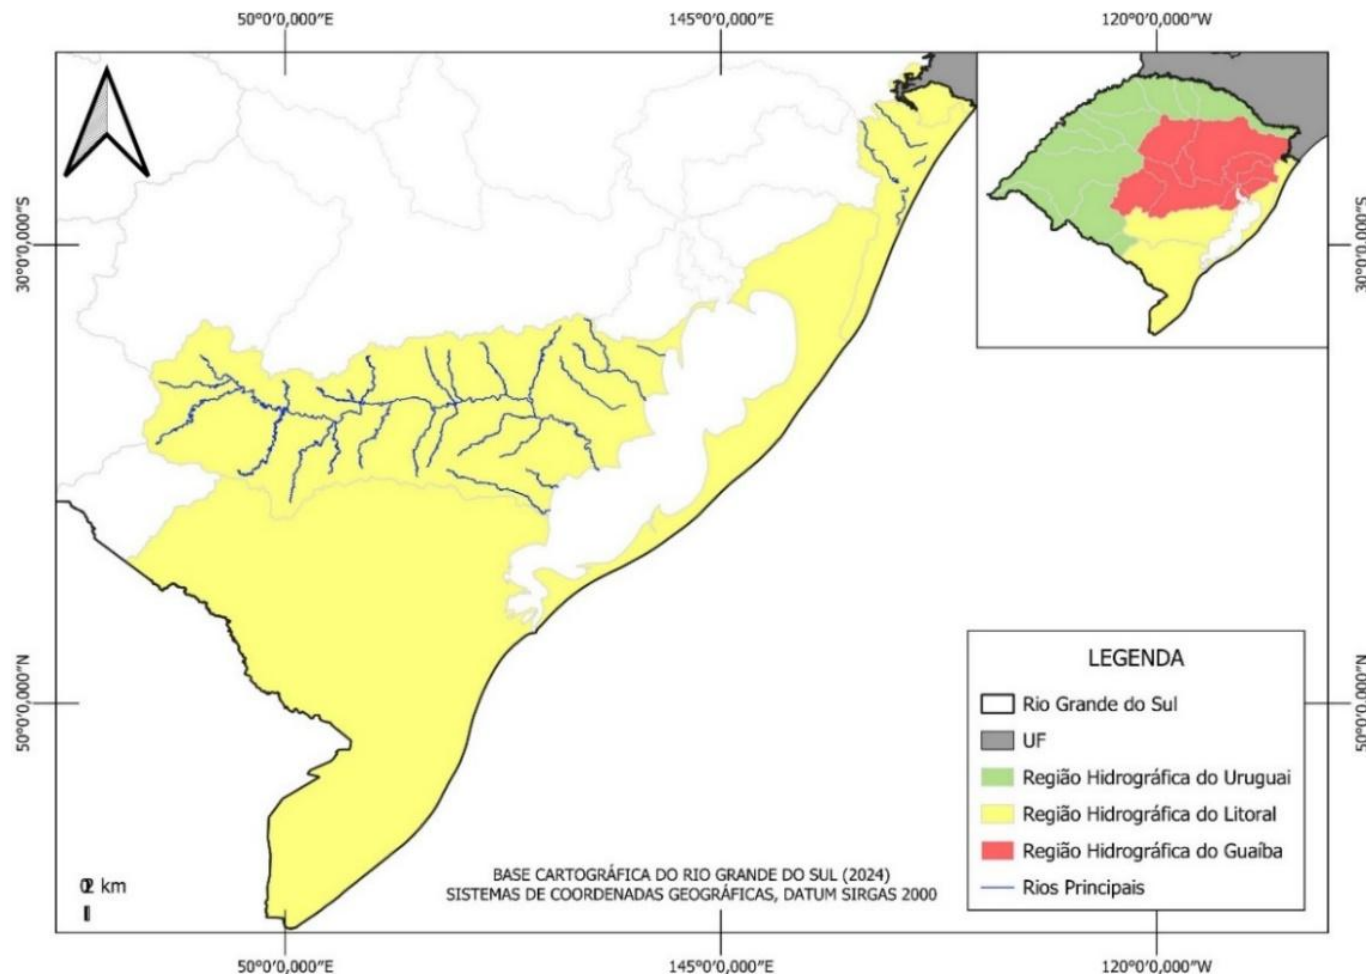 50°0'0,000"E 145°0'0,000"E 120°0'0,000"W
30°0'0,000"S
30°0'0,000"S
50°0'0,000"N
50°0'0,000"N
LEGENDA
Rio Grande do Sul
UF
Região Hidrográfica do Uruguai
Região Hidrográfica do Litoral
Região Hidrográfica do Guaíba
Rios Principais
km
BASE CARTOGRÁFICA DO RIO GRANDE DO SUL (2024)
SISTEMAS DE COORDENADAS GEOGRÁFICAS, DATUM SIRGAS 2000
50°0'0,000"E 145°0'0,000"E 120°0'0,000"W